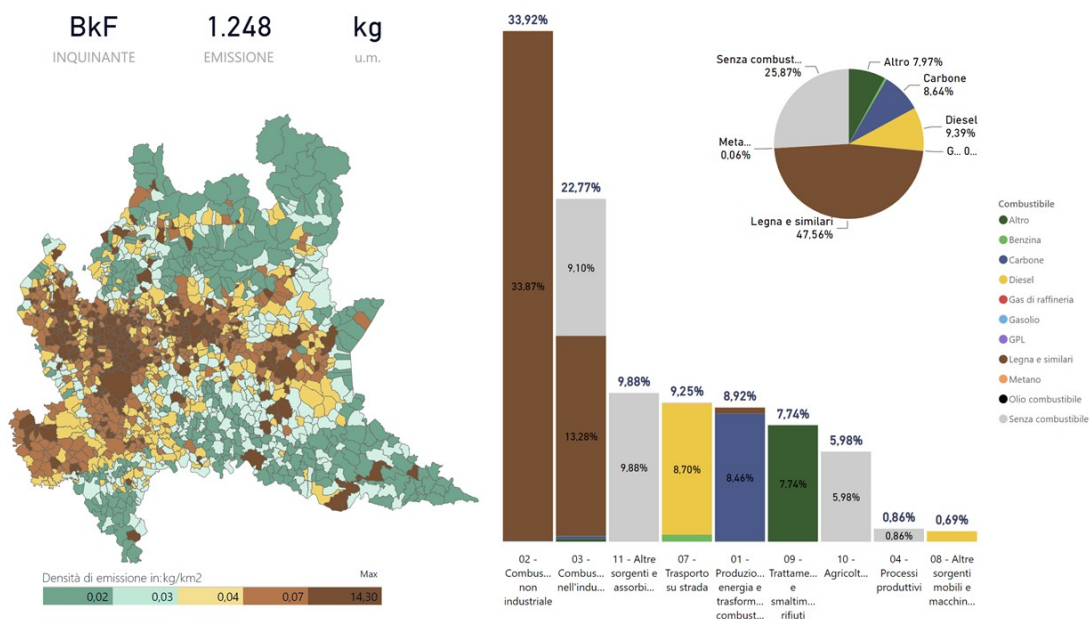 BkF
INQUINANTE
1.248
EMISSIONE
kg
u.m.
Densità di emissione in:kg/km2
Max
0,02
0,03
0,04
0,07
14,30
33,92%
33,87%
22,77%
9,10%
13,28%
9,88%
9,88%
9,25%
8,70%
8,92%
8,46%
7,74%
7,74%
5,98%
5,98%
0,86%
0,86%
0,69%
02 -
Combus...
non
industriale
03 -
Combus...
nell'indu...
11 - Altre
sorgenti e
assorbi...
07 -
Trasporto
su strada
01 -
Produzio...
energia e
trasform...
combust...
09 -
Trattame...
e
smaltim...
rifiuti
10 -
Agricolt...
04 -
Processi
produttivi
08 - Altre
sorgenti
mobili e
macchin...
Senza combust...
25,87%
Altro 7,97%
Carbone
8,64%
Diesel
9,39%
G... 0...
Meta...
0,06%
Legna e similari
47,56%
Combustibile
Altro
Benzina
Carbone
Diesel
Gas di raffineria
Gasolio
GPL
Legna e similari
Metano
Olio combustibile
Senza combustibile